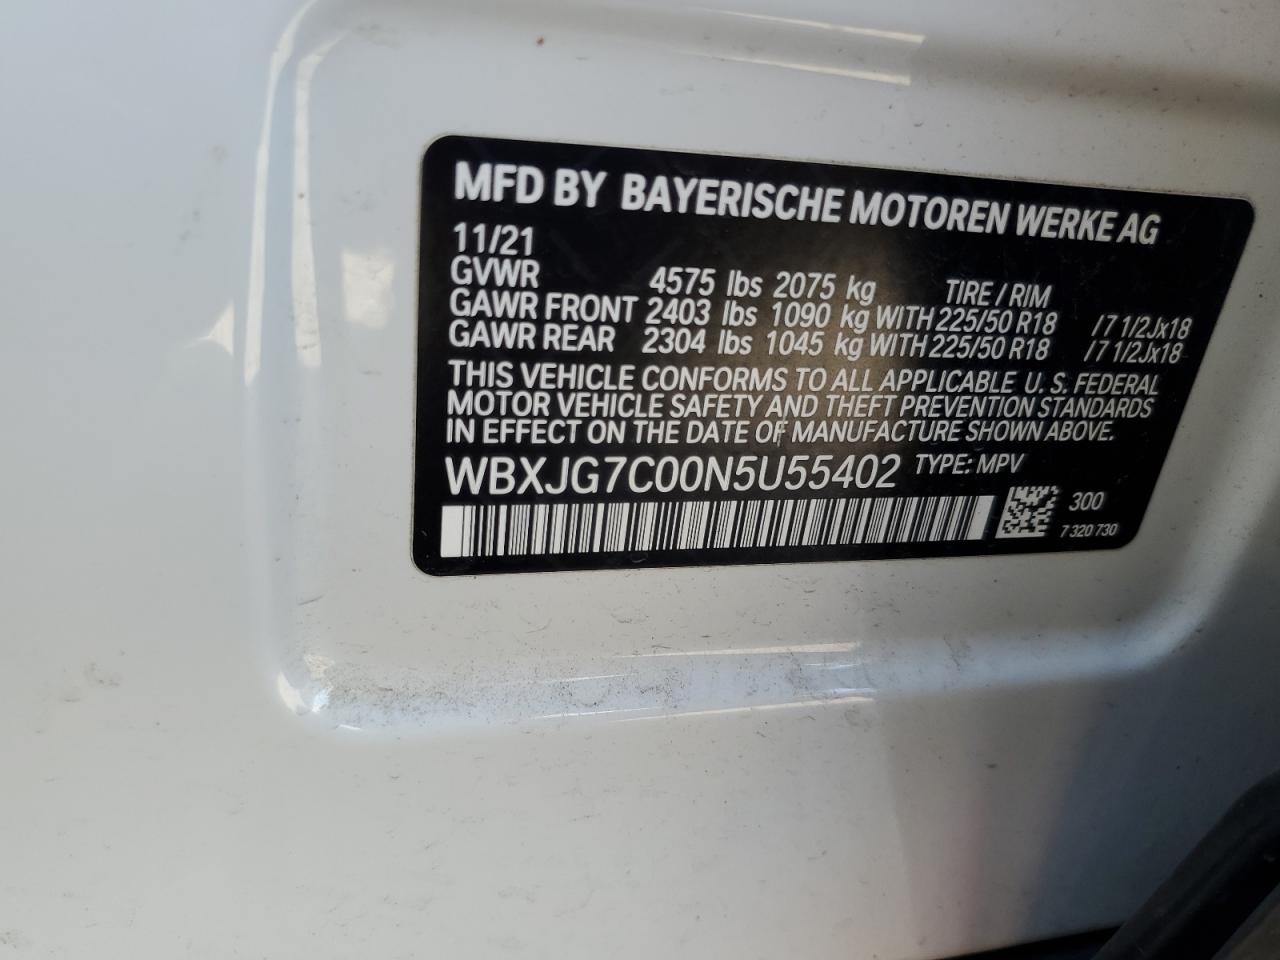 MFD BY BAYERISCHE MOTOREN WERKE AG
11/21
GVWR 4575 lbs 2075 kg TIRE / RIM
GAWR FRONT 2403 lbs 1090 kg WITH 225/50 R18 /7 1/2Jx18
GAWR REAR 2304 lbs 1045 kg WITH 225/50 R18 /7 1/2Jx18
THIS VEHICLE CONFORMS TO ALL APPLICABLE U. S. FEDERAL
MOTOR VEHICLE SAFETY AND THEFT PREVENTION STANDARDS
IN EFFECT ON THE DATE OF MANUFACTURE SHOWN ABOVE.
WBXJG7C00N5U55402 TYPE: MPV
300
7 320 730